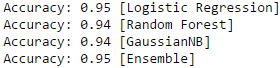 Accuracy: 0.95 [Logistic Regression]
Accuracy: 0.94 [Random Forest]
Accuracy: 0.94 [GaussianNB]
Accuracy: 0.95 [Ensemble]